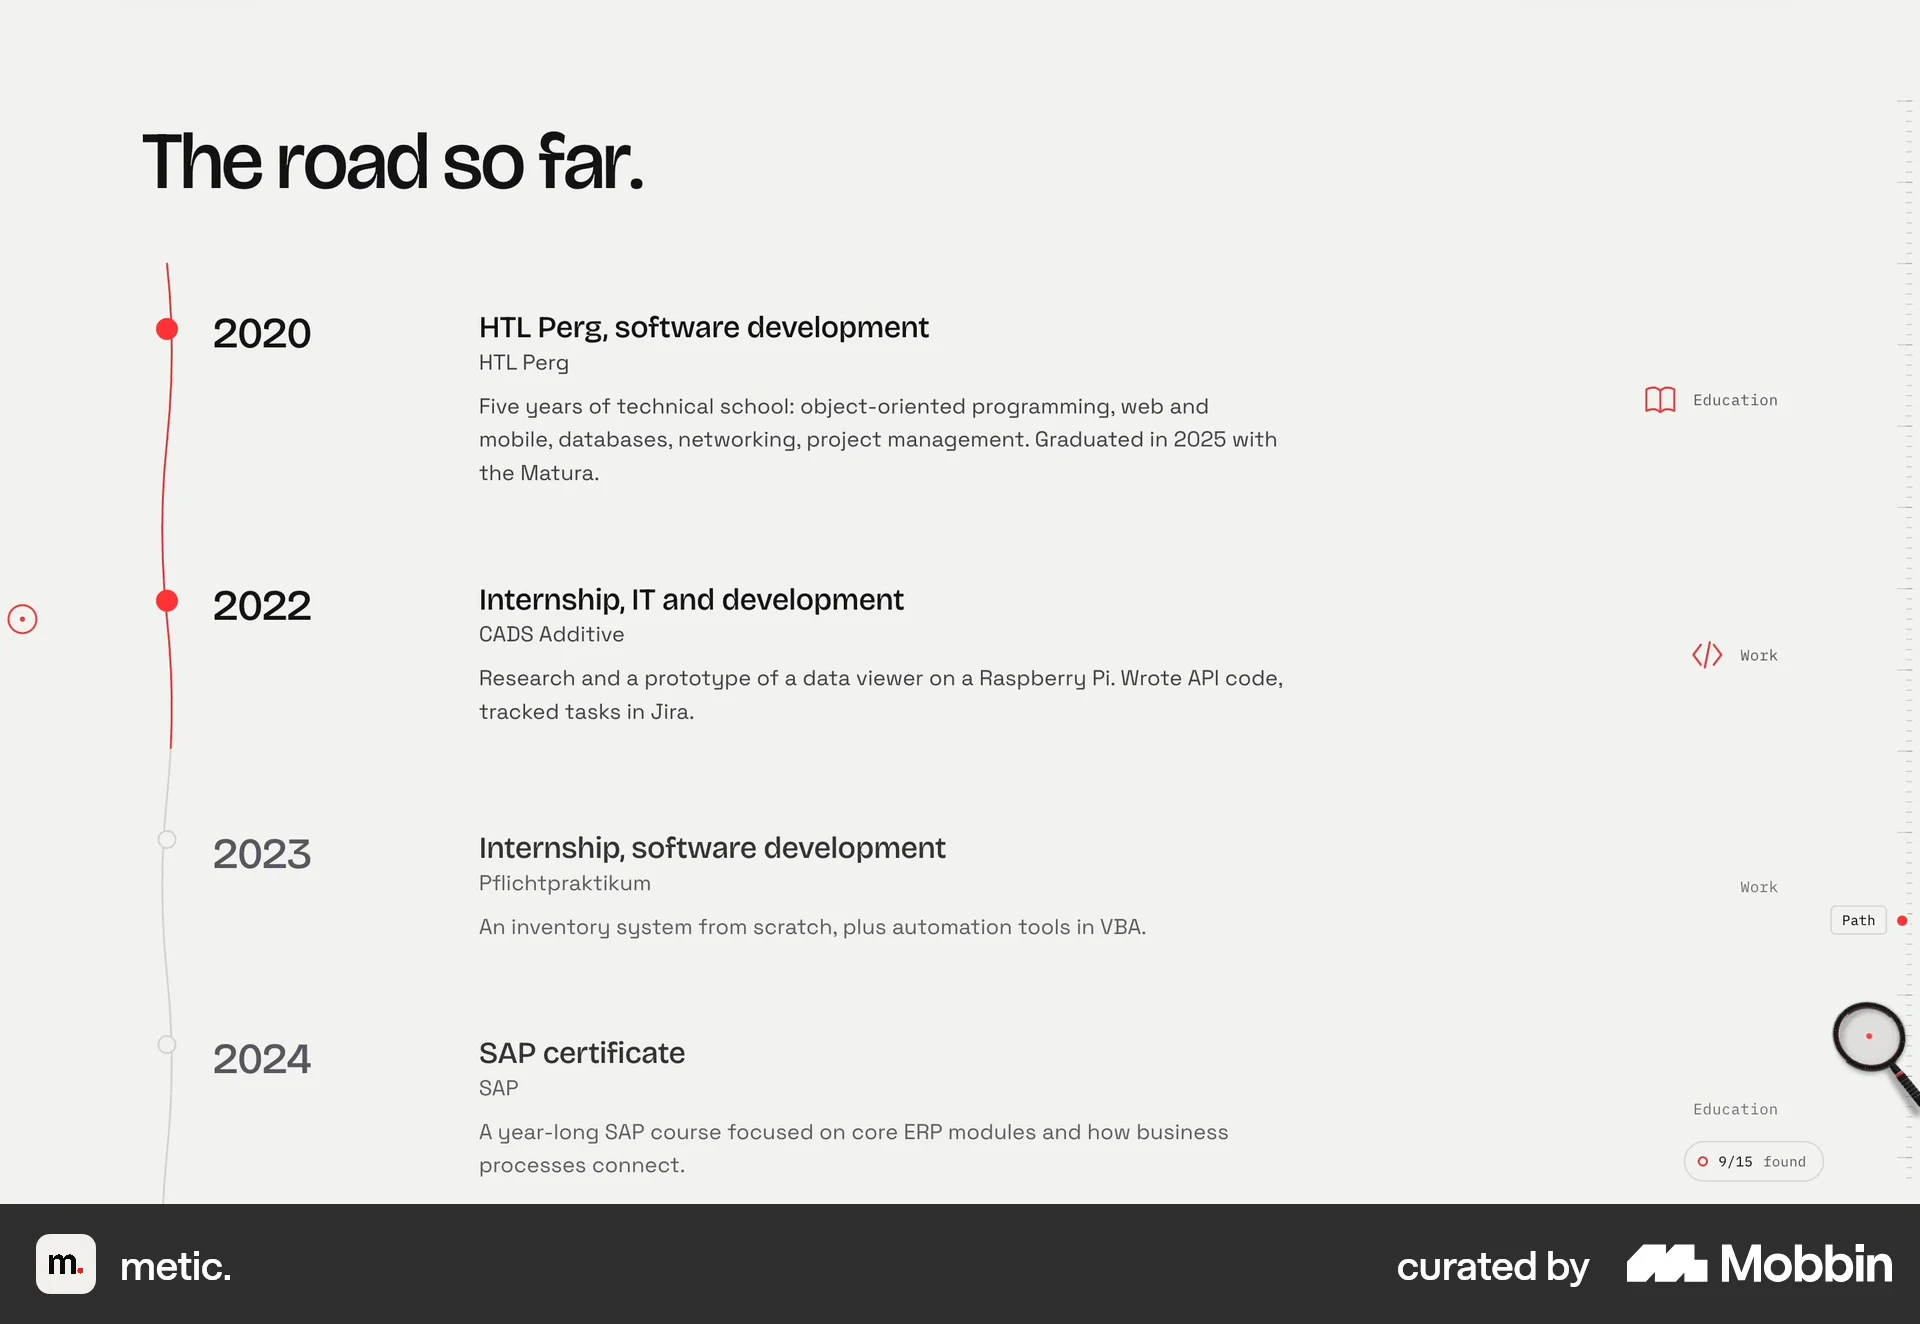 The road so far.
2020
HTL Perg, software development
HTL Perg
Five years of technical school: object-oriented programming, web and
mobile, databases, networking, project management. Graduated in 2025 with
the Matura.
Education
2022
Internship, IT and development
CADS Additive
Research and a prototype of a data viewer on a Raspberry Pi. Wrote API code,
tracked tasks in Jira.
Work
2023
Internship, software development
Pflichtpraktikum
An inventory system from scratch, plus automation tools in VBA.
Work
Path
2024
SAP certificate
SAP
A year-long SAP course focused on core ERP modules and how business
processes connect.
Education
9/15 found
m.
metic.
curated by
Mobbin